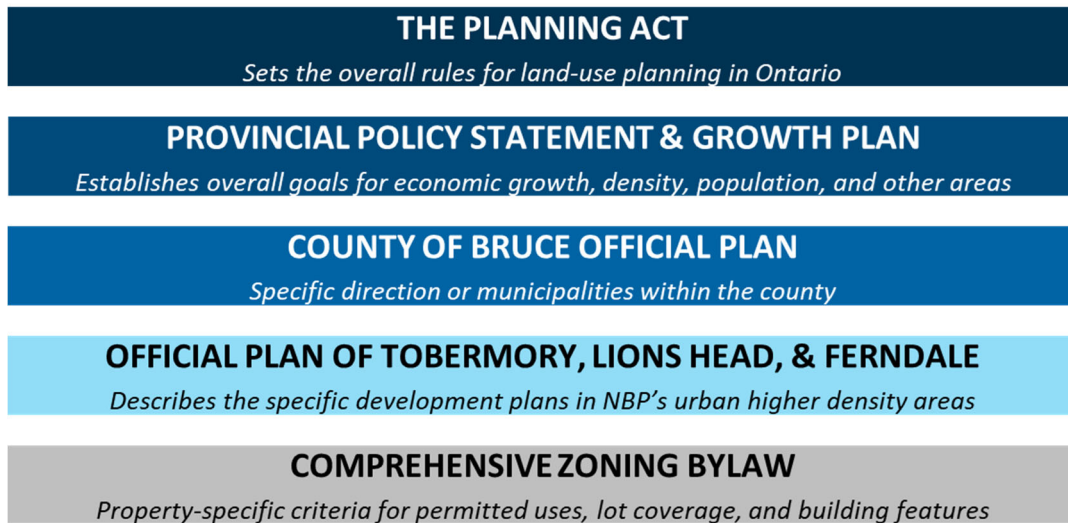 THE PLANNING ACT
Sets the overall rules for land-use planning in Ontario
PROVINCIAL POLICY STATEMENT & GROWTH PLAN
Establishes overall goals for economic growth, density, population, and other areas
COUNTY OF BRUCE OFFICIAL PLAN
Specific direction or municipalities within the county
OFFICIAL PLAN OF TOBERMORY, LIONS HEAD, & FERNDALE
Describes the specific development plans in NBP’s urban higher density areas
COMPREHENSIVE ZONING BYLAW
Property-specific criteria for permitted uses, lot coverage, and building features